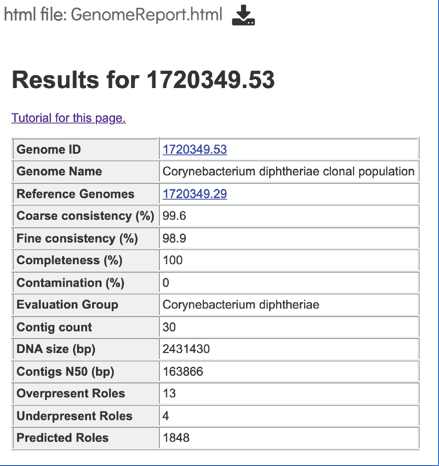 html file: GenomeReport.html
Results for 1720349.53
Tutorial for this page.
Genome ID 1720349.53
Genome Name Corynebacterium diphtheriae clonal population
Reference Genomes 1720349.29
Coarse consistency (%) 99.6
Fine consistency (%) 98.9
Completeness (%) 100
Contamination (%) 0
Evaluation Group Corynebacterium diphtheriae
Contig count 30
DNA size (bp) 2431430
Contigs N50 (bp) 163866
Overpresent Roles 13
Underpresent Roles 4
Predicted Roles 1848